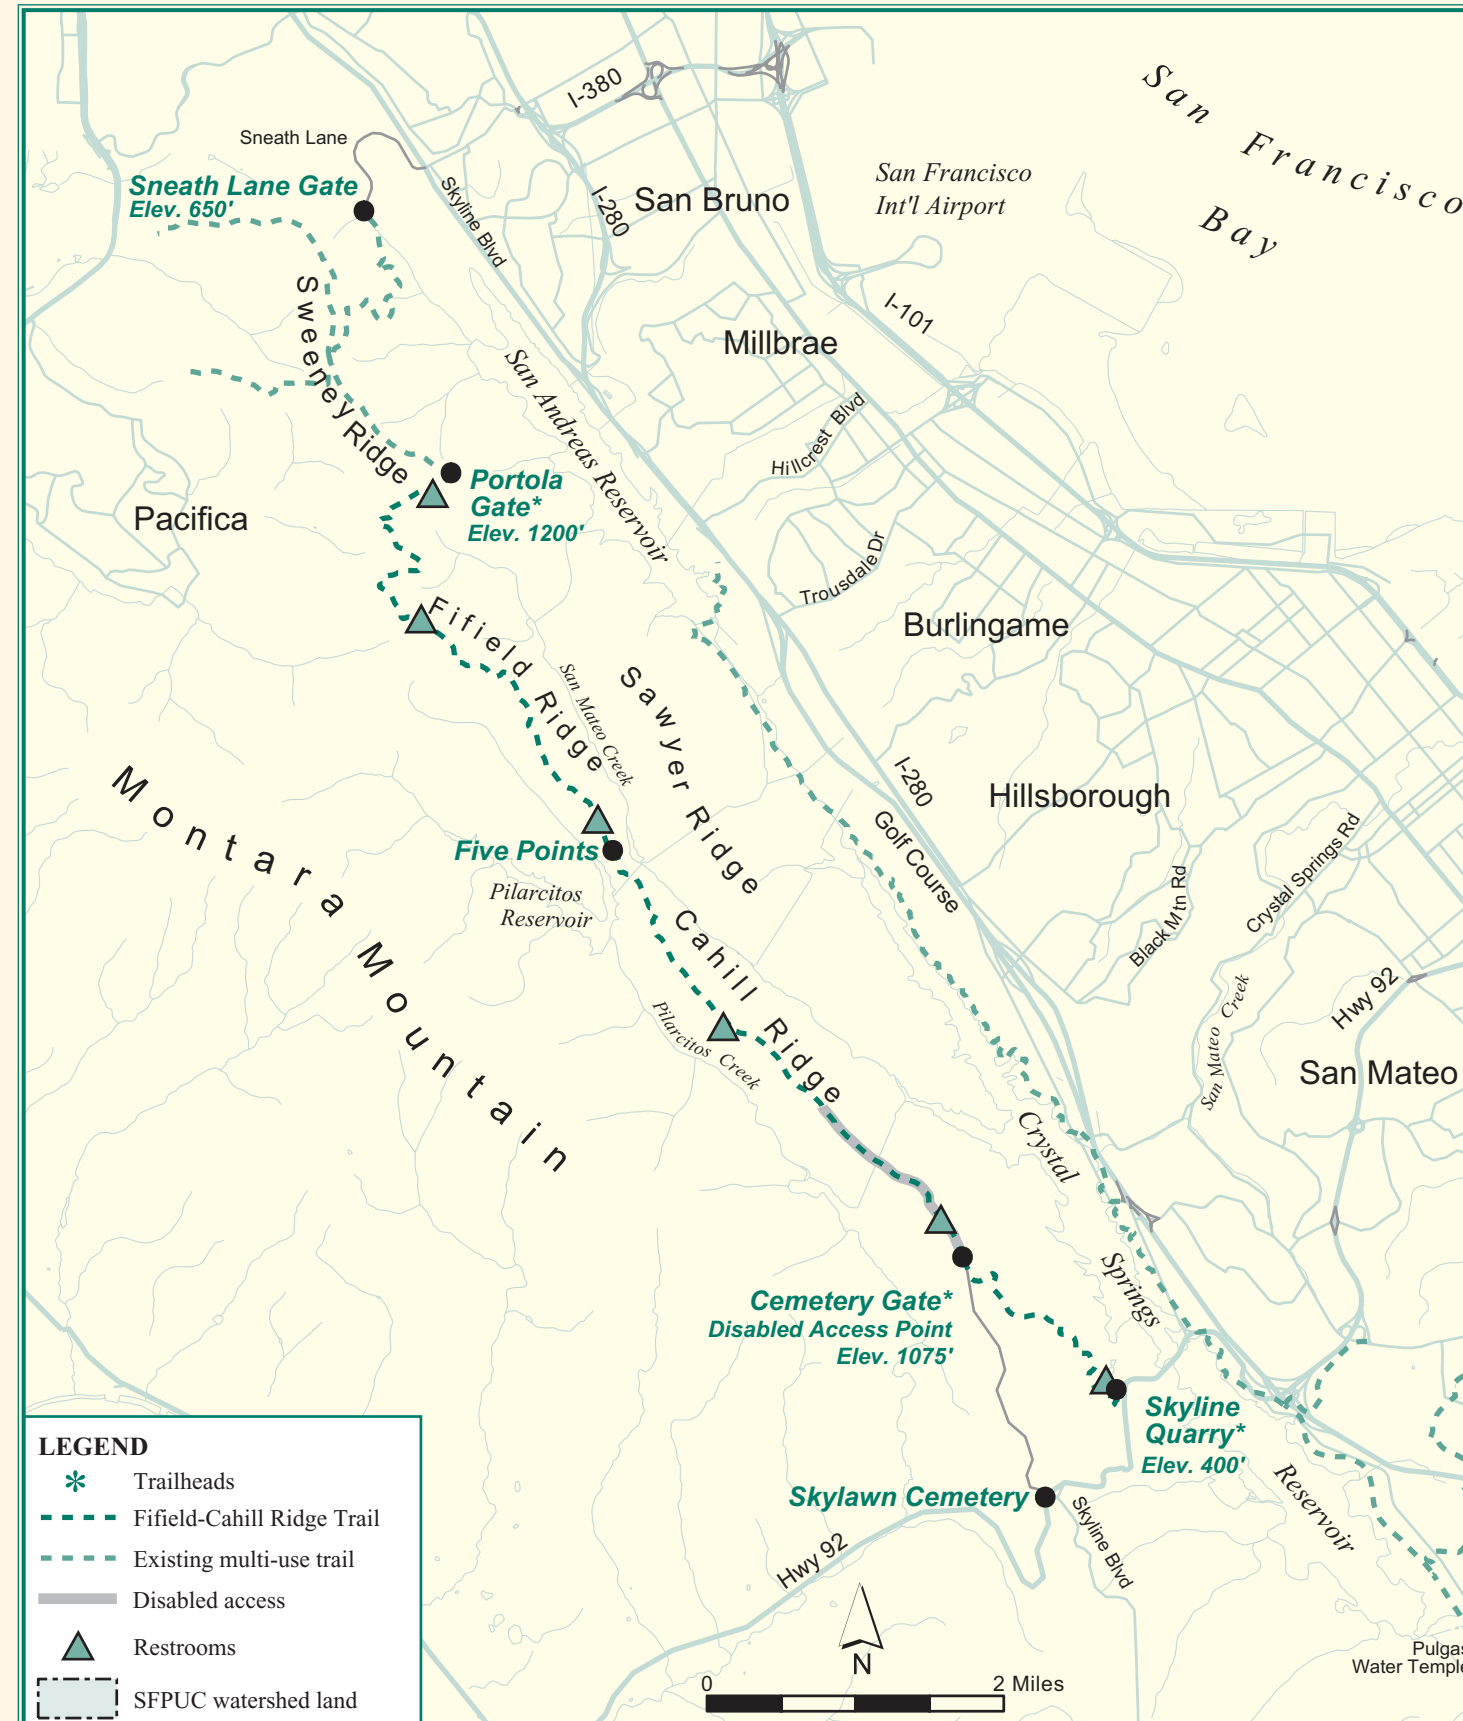 I-380
San
Francisco
Bay
Sneath Lane
Sneath Lane Gate
Elev. 650'
Skyline Blvd
I-280
San Bruno
San Francisco
Int'l Airport
I-101
Sweeney Ridge
Millbrae
San Andreas Reservoir
Hillcrest Blvd
Portola
Gate*
Elev. 1200'
Pacifica
Trousdale Dr
Burlingame
Fifield Ridge
San Mateo Creek
Sawyer Ridge
Montara Mountain
I-280
Golf Course
Hillsborough
Five Points
Pilarcitos
Reservoir
Black Mtn Rd
Crystal Springs Rd
Cahill Ridge
Pilarcitos Creek
San Mateo Creek
Hwy 92
San Mateo
Crystal
Springs
Reservoir
Cemetery Gate*
Disabled Access Point
Elev. 1075'
Skyline
Quarry*
Elev. 400'
Skylawn Cemetery
Skyline Blvd
Hwy 92
Pulgas
Water Temple
N
0
2 Miles
LEGEND
* Trailheads
Fifield-Cahill Ridge Trail
Existing multi-use trail
Disabled access
Restrooms
SFPUC watershed land